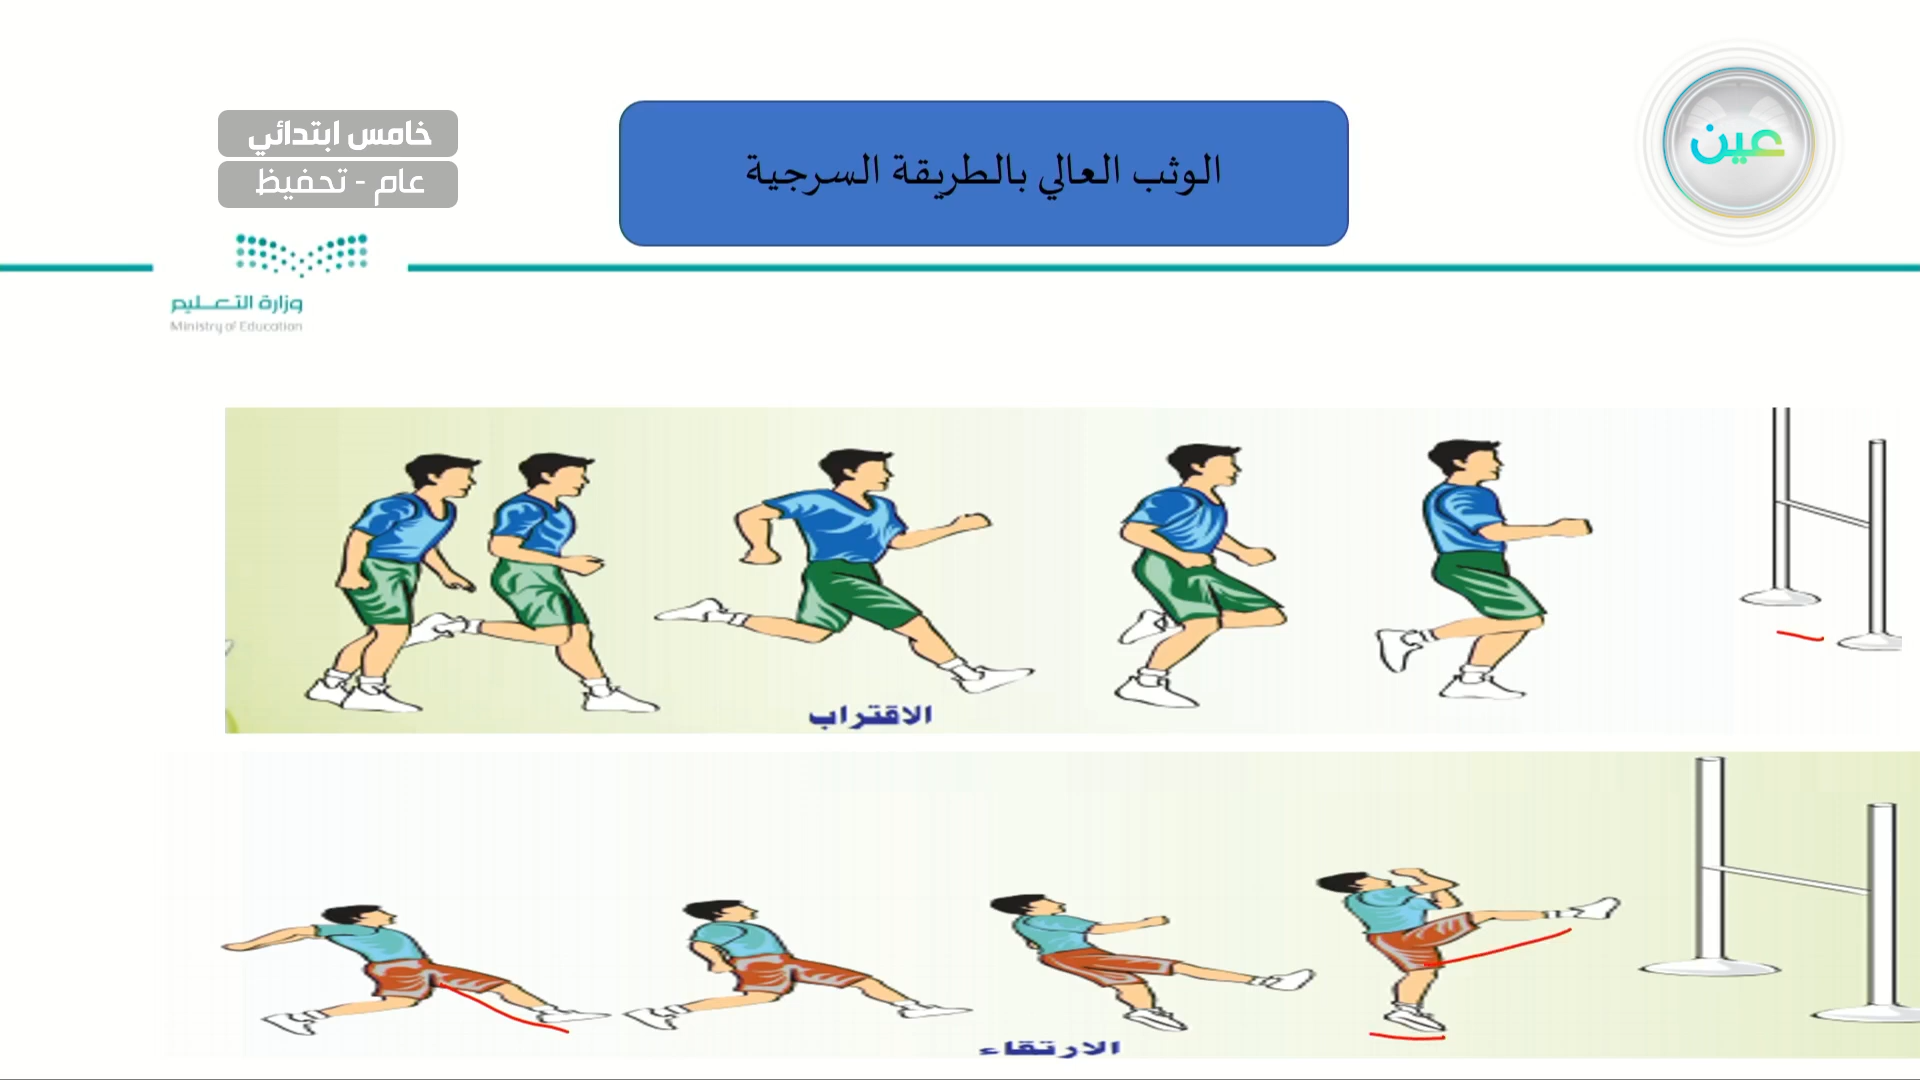 عين
الوثب العالي بالطريقة السرجية
خامس ابتدائي
عام - تحفيظ
وزارة التعليم
Ministry of Education
الاقتراب
الارتقاء